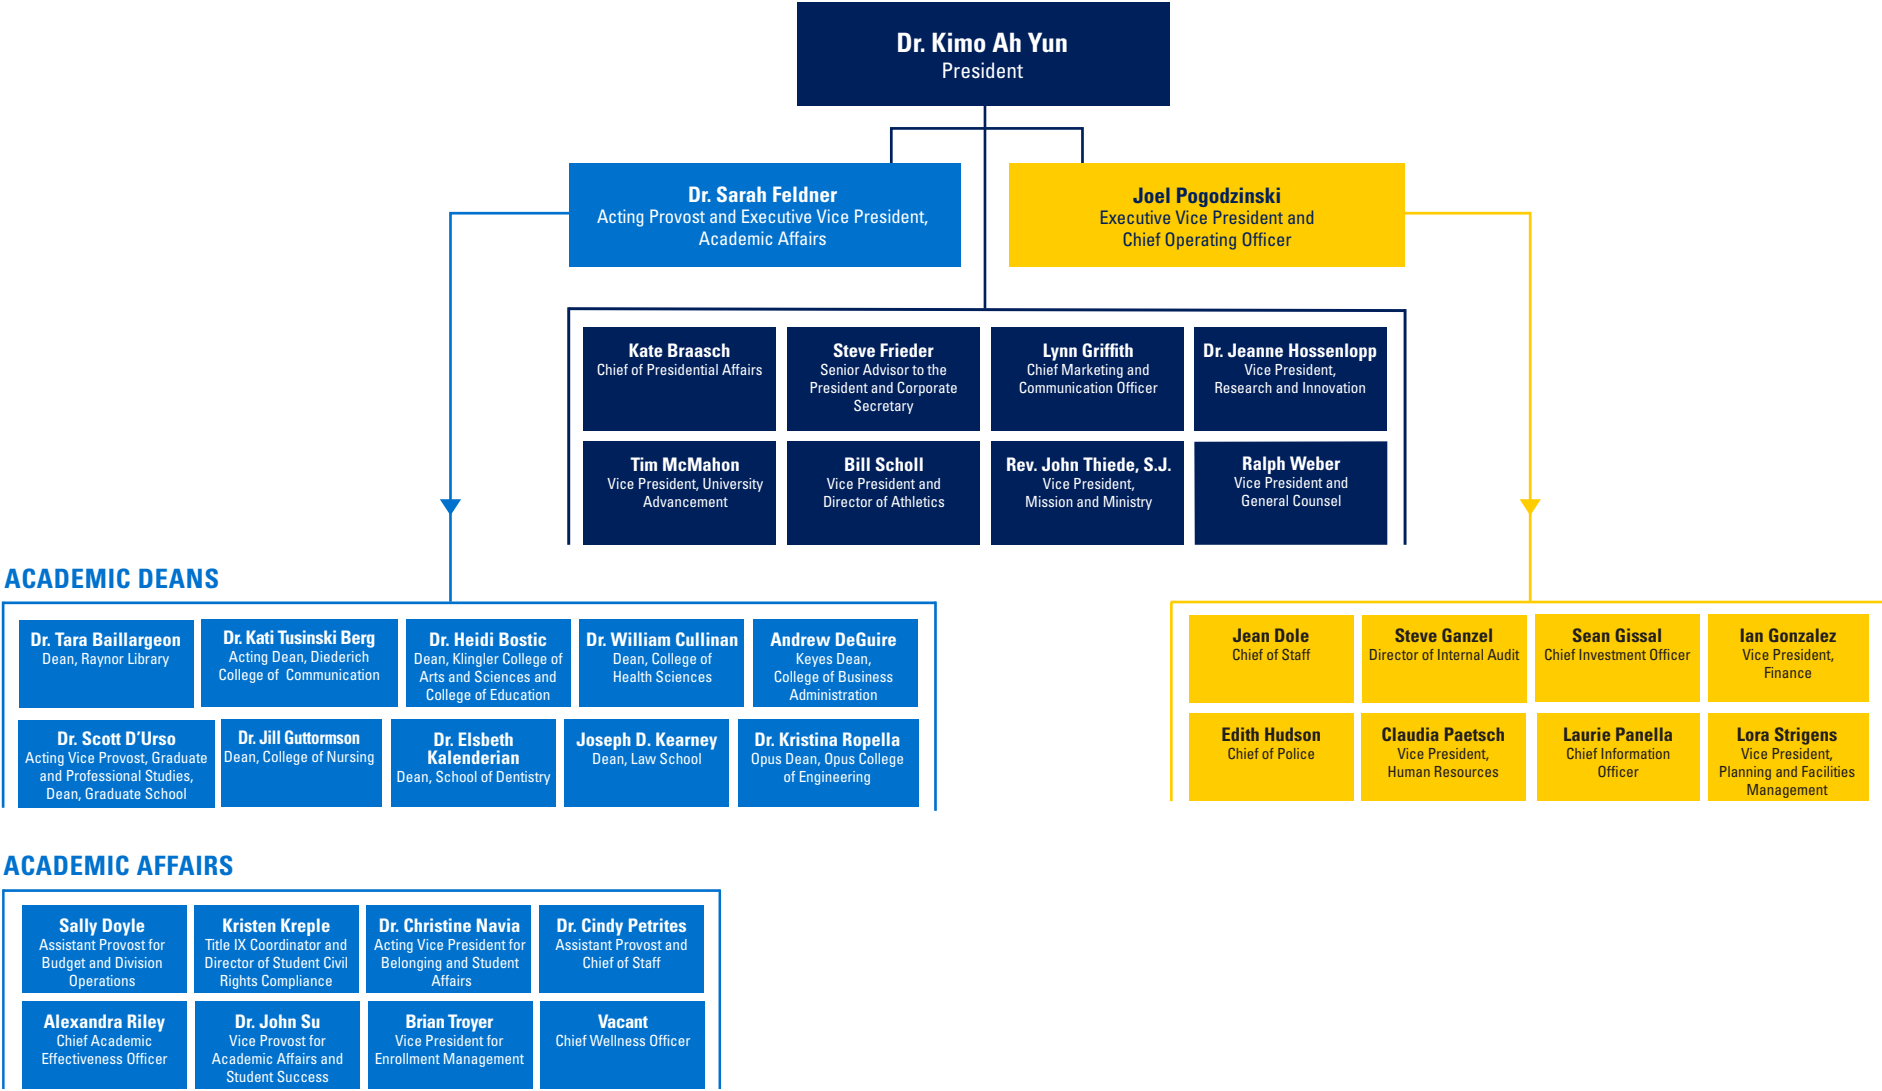 Dr. Kimo Ah Yun
President
Dr. Sarah Feldner
Acting Provost and Executive Vice President,
Academic Affairs
Joel Pogodzinski
Executive Vice President and
Chief Operating Officer
Kate Braasch
Chief of Presidential Affairs
Steve Frieder
Senior Advisor to the
President and Corporate
Secretary
Lynn Griffith
Chief Marketing and
Communication Officer
Dr. Jeanne Hossenlopp
Vice President,
Research and Innovation
Tim McMahon
Vice President, University
Advancement
Bill Scholl
Vice President and
Director of Athletics
Rev. John Thiede, S.J.
Vice President,
Mission and Ministry
Ralph Weber
Vice President and
General Counsel
ACADEMIC DEANS
Dr. Tara Baillargeon
Dean, Raynor Library
Dr. Kati Tusinski Berg
Acting Dean, Diederich
College of Communication
Dr. Heidi Bostic
Dean, Klingler College of
Arts and Sciences and
College of Education
Dr. William Cullinan
Dean, College of
Health Sciences
Andrew DeGuire
Keyes Dean,
College of Business
Administration
Dr. Scott D'Urso
Acting Vice Provost, Graduate
and Professional Studies,
Dean, Graduate School
Dr. Jill Guttormson
Dean, College of Nursing
Dr. Elsbeth
Kalenderian
Dean, School of Dentistry
Joseph D. Kearney
Dean, Law School
Dr. Kristina Ropella
Opus Dean, Opus College
of Engineering
Jean Dole
Chief of Staff
Steve Ganzel
Director of Internal Audit
Sean Gissal
Chief Investment Officer
Ian Gonzalez
Vice President,
Finance
Edith Hudson
Chief of Police
Claudia Paetsch
Vice President,
Human Resources
Laurie Panella
Chief Information
Officer
Lora Strigens
Vice President,
Planning and Facilities
Management
ACADEMIC AFFAIRS
Sally Doyle
Assistant Provost for
Budget and Division
Operations
Kristen Kreple
Title IX Coordinator and
Director of Student Civil
Rights Compliance
Dr. Christine Navia
Acting Vice President for
Belonging and Student
Affairs
Dr. Cindy Petrites
Assistant Provost and
Chief of Staff
Alexandra Riley
Chief Academic
Effectiveness Officer
Dr. John Su
Vice Provost for
Academic Affairs and
Student Success
Brian Troyer
Vice President for
Enrollment Management
Vacant
Chief Wellness Officer